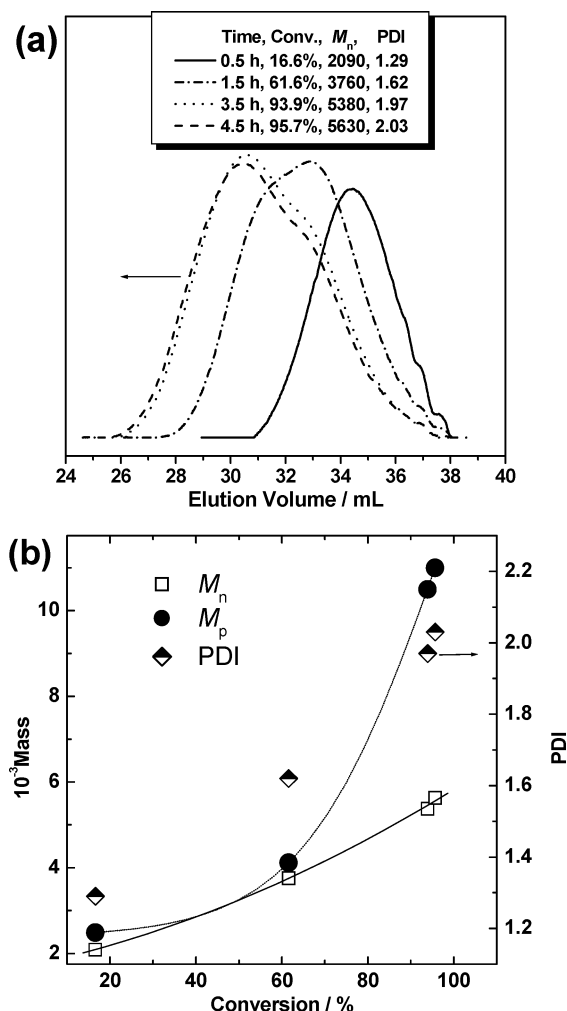 (a)
Time, Conv., Mn, PDI
0.5 h, 16.6%, 2090, 1.29
1.5 h, 61.6%, 3760, 1.62
3.5 h, 93.9%, 5380, 1.97
4.5 h, 95.7%, 5630, 2.03
24 26 28 30 32 34 36 38 40
Elution Volume / mL
(b)
Mn
Mp
PDI
10
8
6
4
2
10⁻³Mass
2.2
2.0
1.8
1.6
1.4
1.2
PDI
20 40 60 80 100
Conversion / %